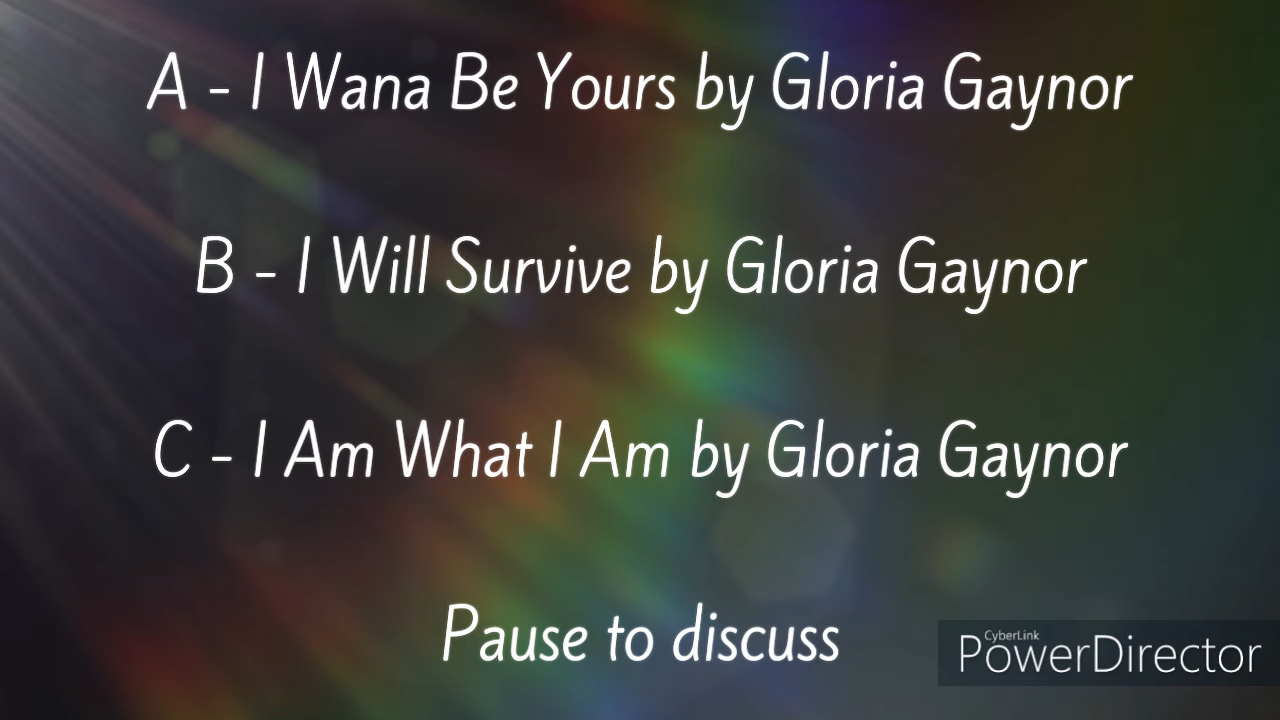 A - I Wana Be Yours by Gloria Gaynor
B - I Will Survive by Gloria Gaynor
C - I Am What I Am by Gloria Gaynor
Pause to discuss
CyberLink
PowerDirector